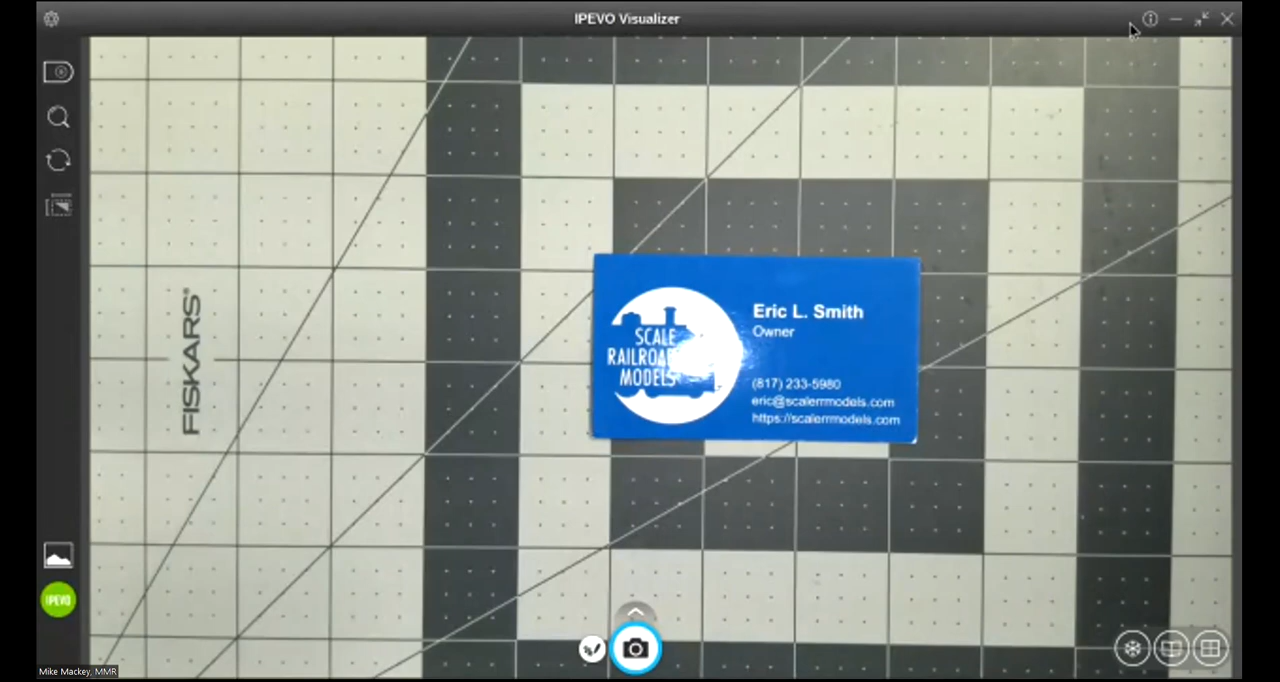 IPEVO Visualizer
FISKARS®
SCALE
RAILROAD
MODELS
Eric L. Smith
Owner
(817) 233-5980
eric@scalerrmodels.com
https://scalerrmodels.com
IPEVO
Mike Mackey, MMR